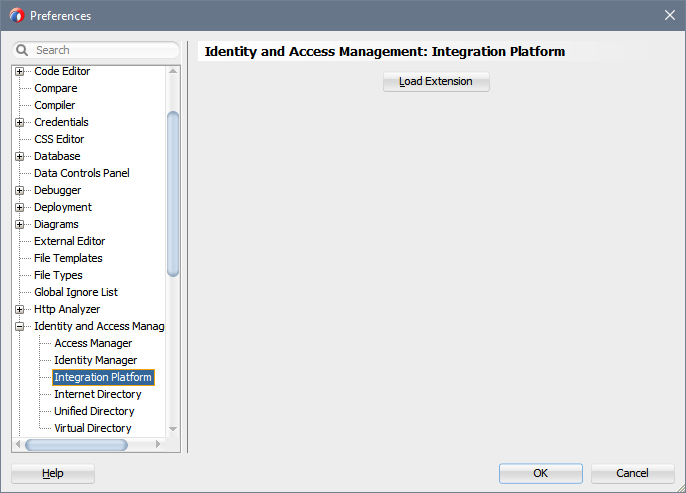 Preferences
Search
Code Editor
Compare
Compiler
Credentials
CSS Editor
Database
Data Controls Panel
Debugger
Deployment
Diagrams
External Editor
File Templates
File Types
Global Ignore List
Http Analyzer
Identity and Access Manag
Access Manager
Identity Manager
Integration Platform
Internet Directory
Unified Directory
Virtual Directory
Identity and Access Management: Integration Platform
Load Extension
Help
OK
Cancel